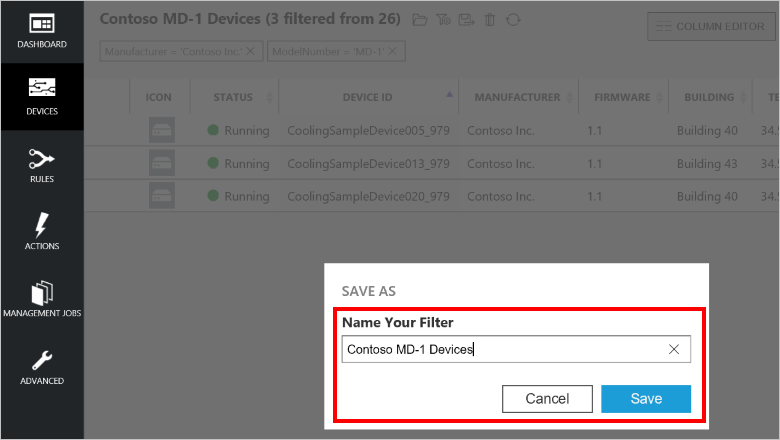 DASHBOARD
DEVICES
RULES
ACTIONS
MANAGEMENT JOBS
ADVANCED
Contoso MD-1 Devices (3 filtered from 26)
COLUMN EDITOR
Manufacturer = 'Contoso Inc.' ModelNumber = 'MD-1'
ICON STATUS DEVICE ID MANUFACTURER FIRMWARE BUILDING TE
Running CoolingSampleDevice005_979 Contoso Inc. 1.1 Building 40 34.5
Running CoolingSampleDevice013_979 Contoso Inc. 1.1 Building 43 34.5
Running CoolingSampleDevice020_979 Contoso Inc. 1.1 Building 40 34.5
SAVE AS
Name Your Filter
Contoso MD-1 Devices
Cancel Save